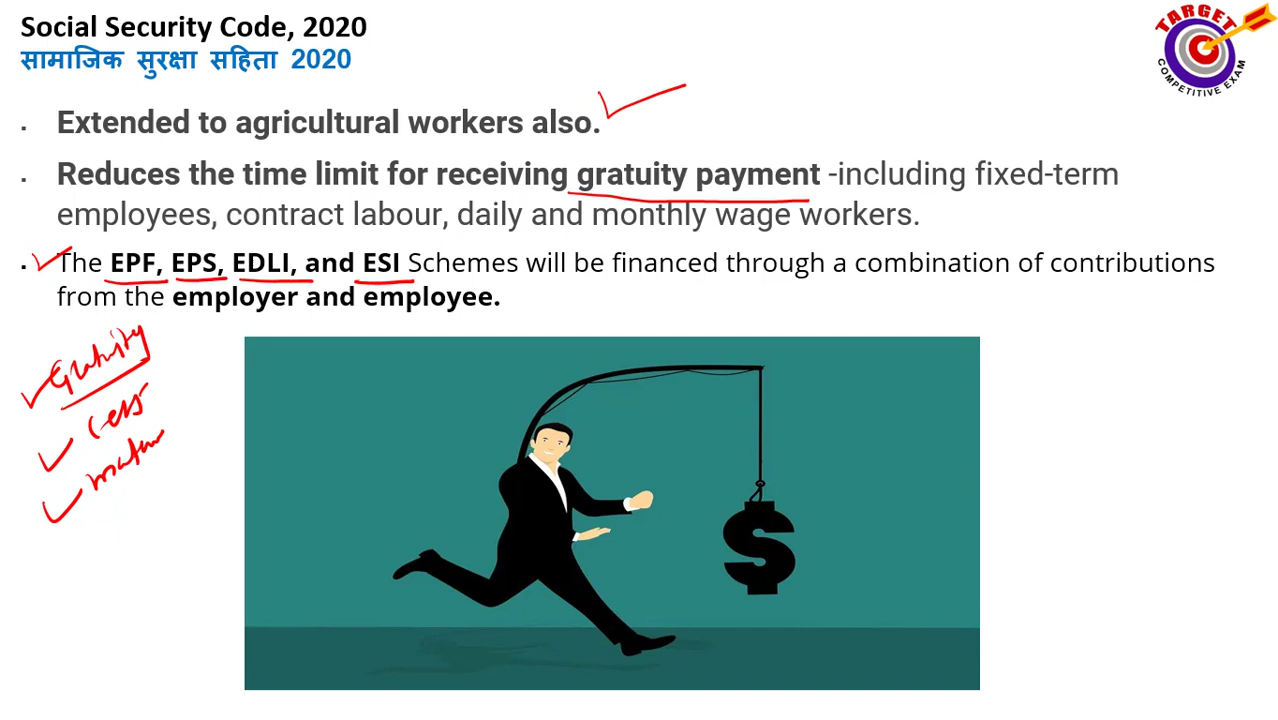 Social Security Code, 2020
सामाजिक सुरक्षा सहिता 2020
TARGET
COMPETITIVE EXAM
Extended to agricultural workers also.
Reduces the time limit for receiving gratuity payment -including fixed-term
employees, contract labour, daily and monthly wage workers.
The EPF, EPS, EDLI, and ESI Schemes will be financed through a combination of contributions
from the employer and employee.
Gratuity
Cess